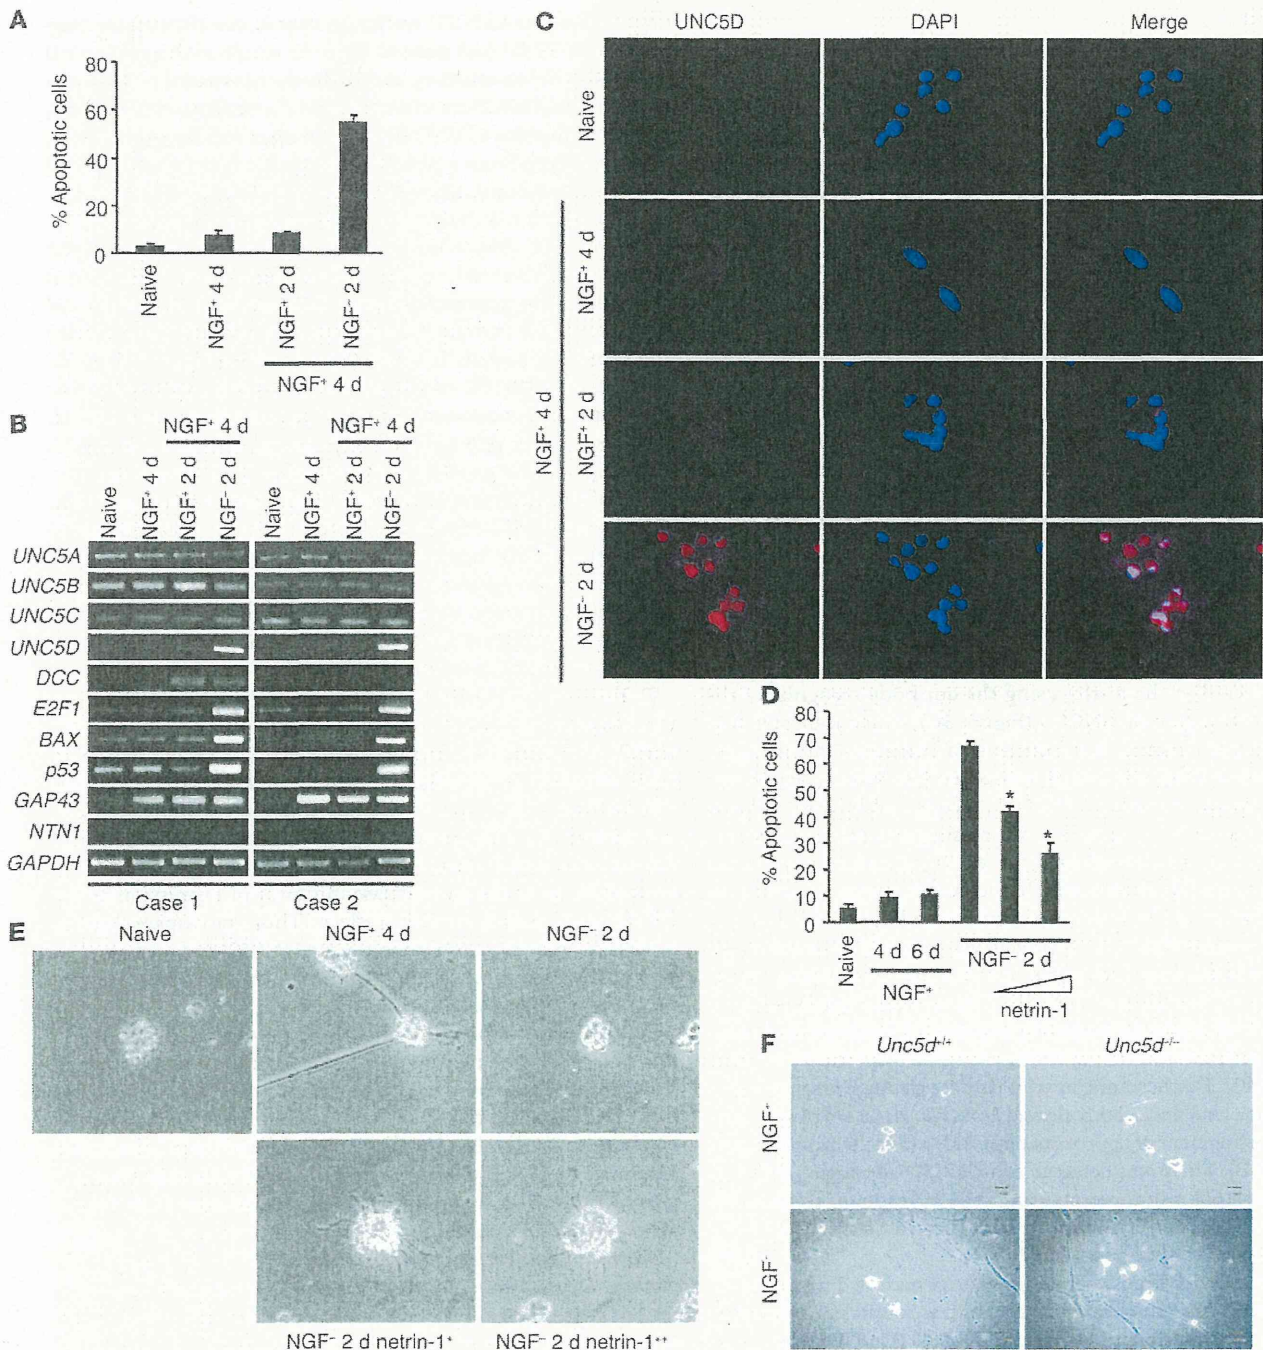 A
80
60
40
20
0
% Apoptotic cells
Naive
NGF⁺ 4 d
NGF⁺ 2 d
NGF⁻ 2 d
NGF⁺ 4 d
B
NGF⁺ 4 d
NGF⁺ 4 d
Naive
NGF⁺ 4 d
NGF⁺ 2 d
NGF⁻ 2 d
Naive
NGF⁺ 4 d
NGF⁺ 2 d
NGF⁻ 2 d
UNC5A
UNC5B
UNC5C
UNC5D
DCC
E2F1
BAX
p53
GAP43
NTN1
GAPDH
Case 1
Case 2
C
UNC5D
DAPI
Merge
Naive
NGF⁺ 4 d
NGF⁺ 4 d
NGF⁺ 2 d
NGF⁻ 2 d
D
80
70
60
50
40
30
20
10
0
% Apoptotic cells
*
*
Naive
4 d
6 d
NGF⁺
NGF⁻ 2 d
netrin-1
E
Naive
NGF⁺ 4 d
NGF⁻ 2 d
NGF⁻ 2 d netrin-1⁺
NGF⁻ 2 d netrin-1⁺⁺
F
Unc5d⁺/⁺
Unc5d⁻/⁻
NGF⁺
NGF⁻